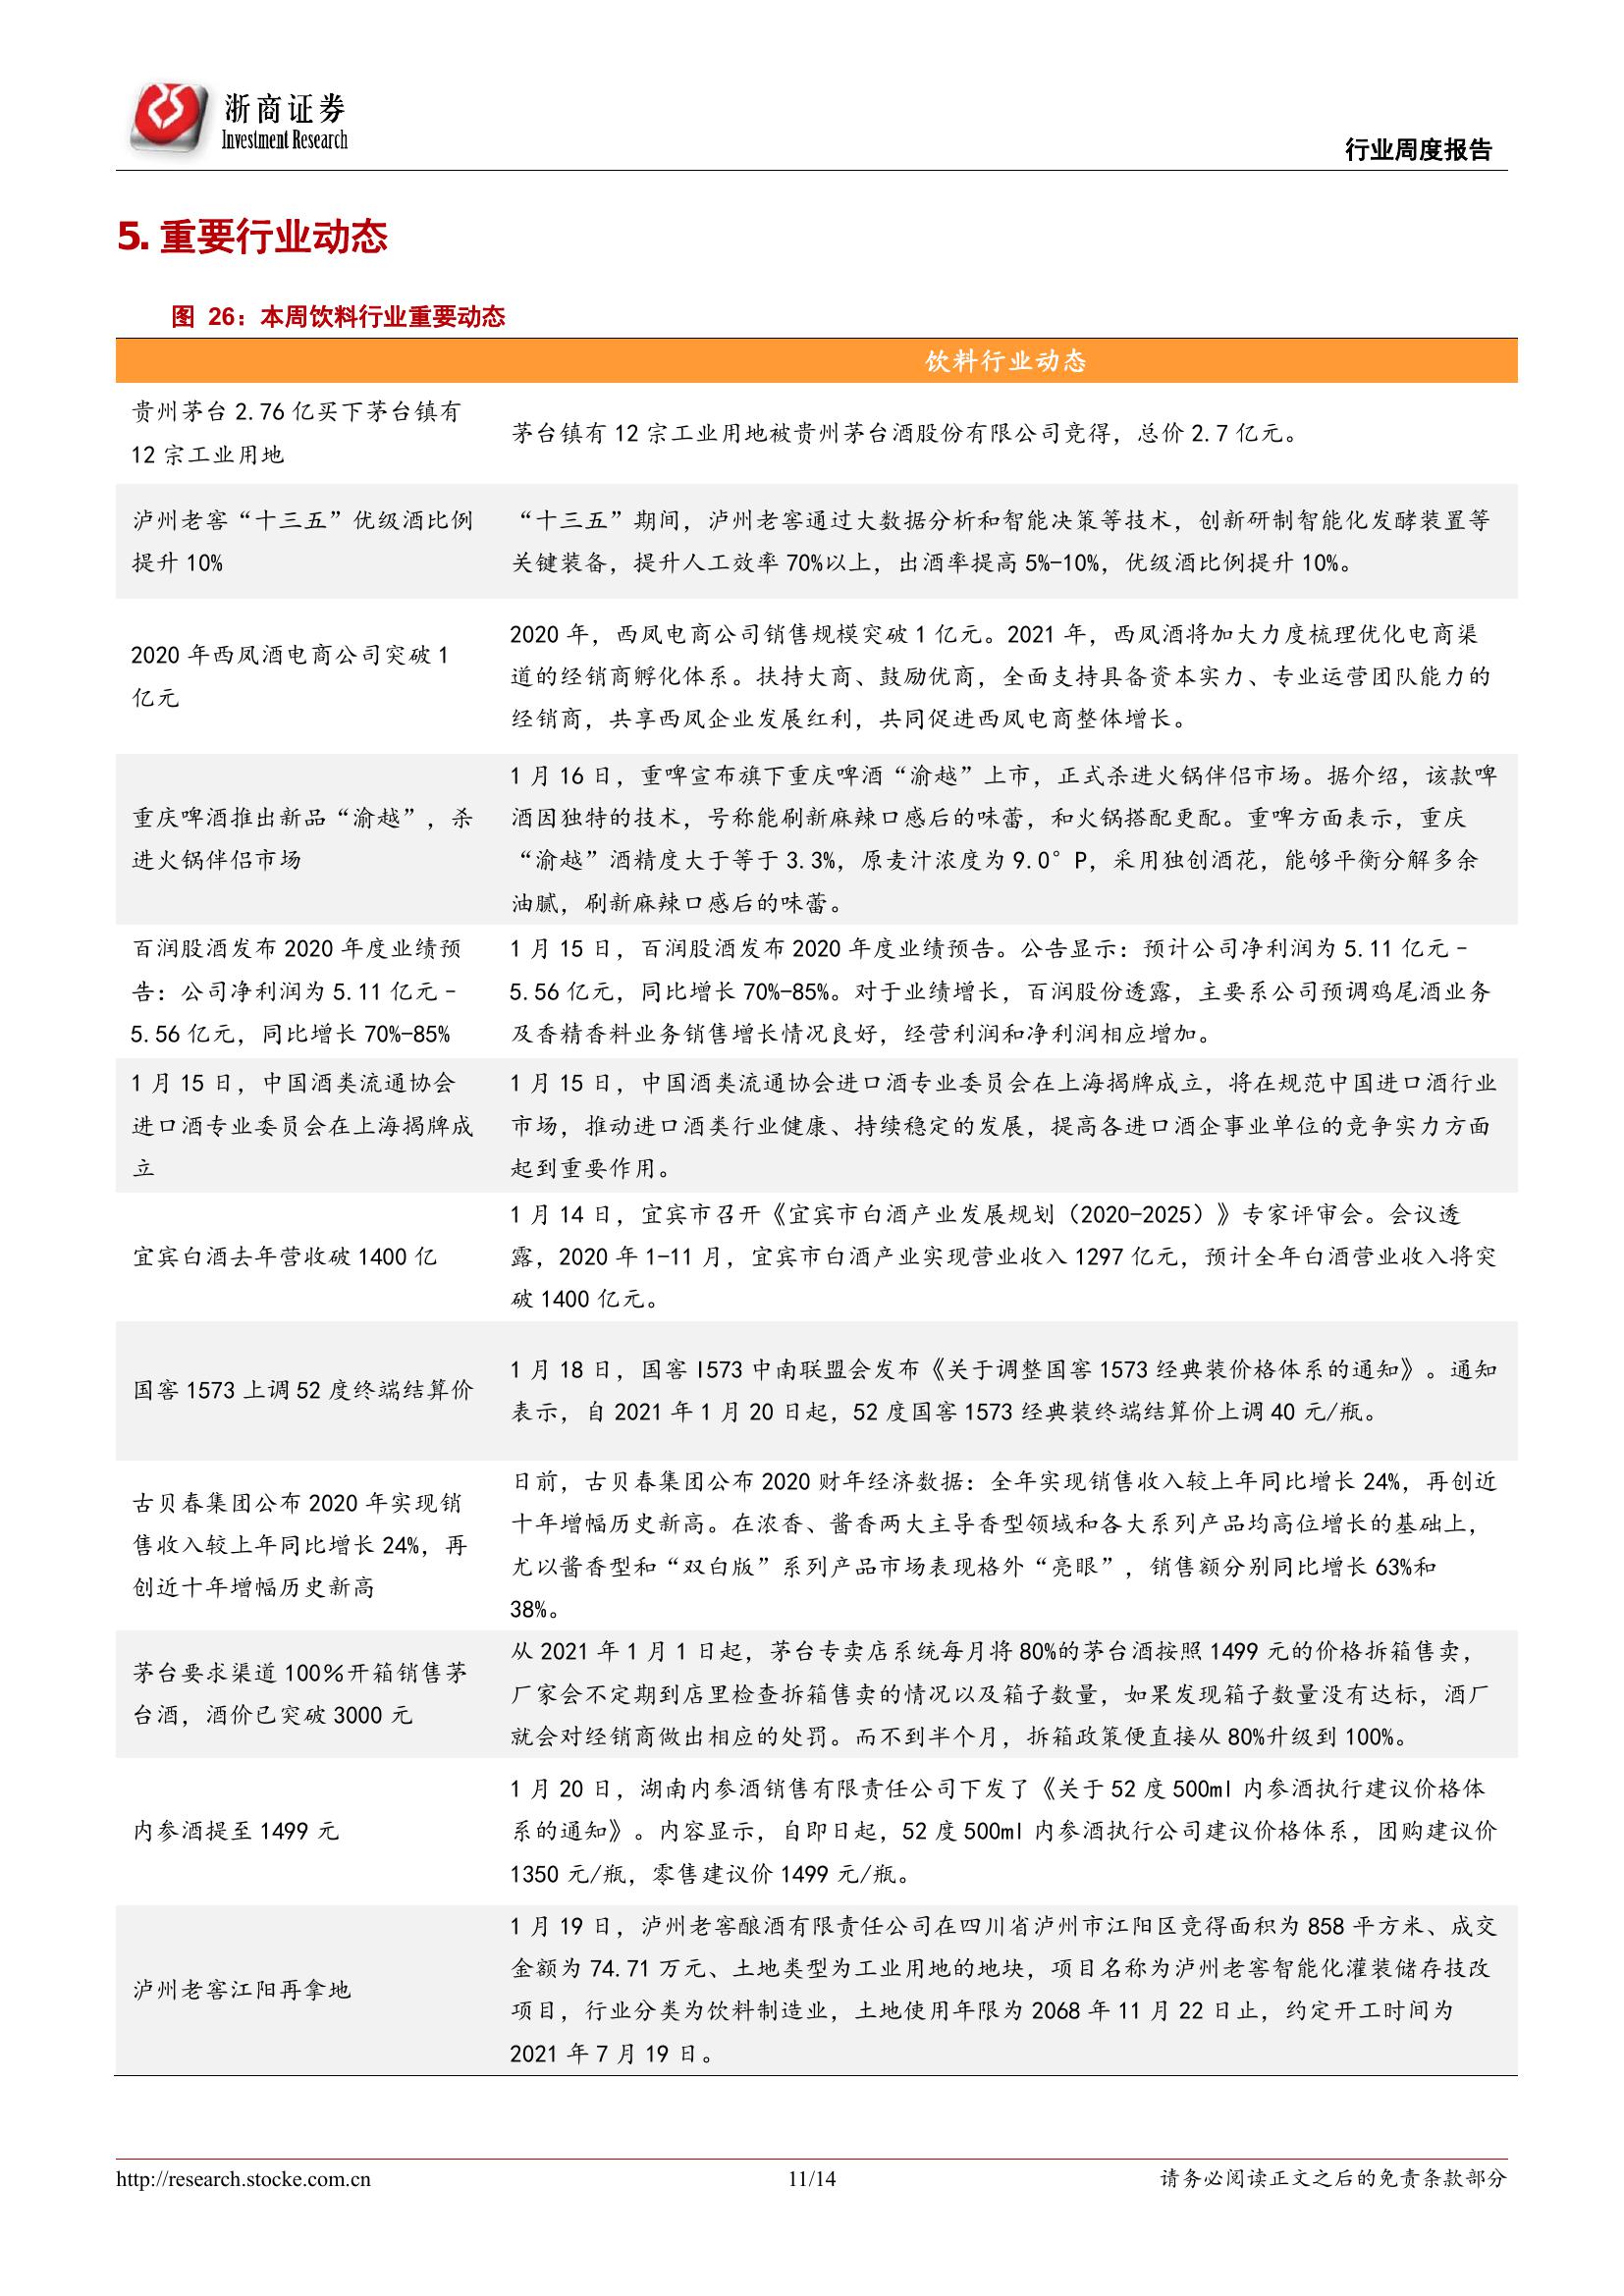 浙商证券
Investment Research
行业周度报告
5. 重要行业动态
图 26：本周饮料行业重要动态
饮料行业动态
贵州茅台 2.76 亿买下茅台镇有
12 宗工业用地
茅台镇有 12 宗工业用地被贵州茅台酒股份有限公司竞得，总价 2.7 亿元。
泸州老窖“十三五”优级酒比例
提升 10%
“十三五”期间，泸州老窖通过大数据分析和智能决策等技术，创新研制智能化发酵装置等
关键装备，提升人工效率 70%以上，出酒率提高 5%-10%，优级酒比例提升 10%。
2020 年西凤酒电商公司突破 1
亿元
2020 年，西凤电商公司销售规模突破 1 亿元。2021 年，西凤酒将加大力度梳理优化电商渠
道的经销商孵化体系。扶持大商、鼓励优商，全面支持具备资本实力、专业运营团队能力的
经销商，共享西凤企业发展红利，共同促进西凤电商整体增长。
重庆啤酒推出新品“渝越”，杀
进火锅伴侣市场
1 月 16 日，重啤宣布旗下重庆啤酒“渝越”上市，正式杀进火锅伴侣市场。据介绍，该款啤
酒因独特的技术，号称能刷新麻辣口感后的味蕾，和火锅搭配更配。重啤方面表示，重庆
“渝越”酒精度大于等于 3.3%，原麦汁浓度为 9.0°P，采用独创酒花，能够平衡分解多余
油腻，刷新麻辣口感后的味蕾。
百润股酒发布 2020 年度业绩预
告：公司净利润为 5.11 亿元–
5.56 亿元，同比增长 70%-85%
1 月 15 日，百润股酒发布 2020 年度业绩预告。公告显示：预计公司净利润为 5.11 亿元–
5.56 亿元，同比增长 70%-85%。对于业绩增长，百润股份透露，主要系公司预调鸡尾酒业务
及香精香料业务销售增长情况良好，经营利润和净利润相应增加。
1 月 15 日，中国酒类流通协会
进口酒专业委员会在上海揭牌成
立
1 月 15 日，中国酒类流通协会进口酒专业委员会在上海揭牌成立，将在规范中国进口酒行业
市场，推动进口酒类行业健康、持续稳定的发展，提高各进口酒企事业单位的竞争实力方面
起到重要作用。
宜宾白酒去年营收破 1400 亿
1 月 14 日，宜宾市召开《宜宾市白酒产业发展规划（2020-2025）》专家评审会。会议透
露，2020 年 1-11 月，宜宾市白酒产业实现营业收入 1297 亿元，预计全年白酒营业收入将突
破 1400 亿元。
国窖 1573 上调 52 度终端结算价
1 月 18 日，国窖 l573 中南联盟会发布《关于调整国窖 1573 经典装价格体系的通知》。通知
表示，自 2021 年 1 月 20 日起，52 度国窖 1573 经典装终端结算价上调 40 元/瓶。
古贝春集团公布 2020 年实现销
售收入较上年同比增长 24%，再
创近十年增幅历史新高
日前，古贝春集团公布 2020 财年经济数据：全年实现销售收入较上年同比增长 24%，再创近
十年增幅历史新高。在浓香、酱香两大主导香型领域和各大系列产品均高位增长的基础上，
尤以酱香型和“双白版”系列产品市场表现格外“亮眼”，销售额分别同比增长 63%和
38%。
茅台要求渠道 100％开箱销售茅
台酒，酒价已突破 3000 元
从 2021 年 1 月 1 日起，茅台专卖店系统每月将 80%的茅台酒按照 1499 元的价格拆箱售卖，
厂家会不定期到店里检查拆箱售卖的情况以及箱子数量，如果发现箱子数量没有达标，酒厂
就会对经销商做出相应的处罚。而不到半个月，拆箱政策便直接从 80%升级到 100%。
内参酒提至 1499 元
1 月 20 日，湖南内参酒销售有限责任公司下发了《关于 52 度 500ml 内参酒执行建议价格体
系的通知》。内容显示，自即日起，52 度 500ml 内参酒执行公司建议价格体系，团购建议价
1350 元/瓶，零售建议价 1499 元/瓶。
泸州老窖江阳再拿地
1 月 19 日，泸州老窖酿酒有限责任公司在四川省泸州市江阳区竞得面积为 858 平方米、成交
金额为 74.71 万元、土地类型为工业用地的地块，项目名称为泸州老窖智能化灌装储存技改
项目，行业分类为饮料制造业，土地使用年限为 2068 年 11 月 22 日止，约定开工时间为
2021 年 7 月 19 日。
http://research.stocke.com.cn
11/14
请务必阅读正文之后的免责条款部分